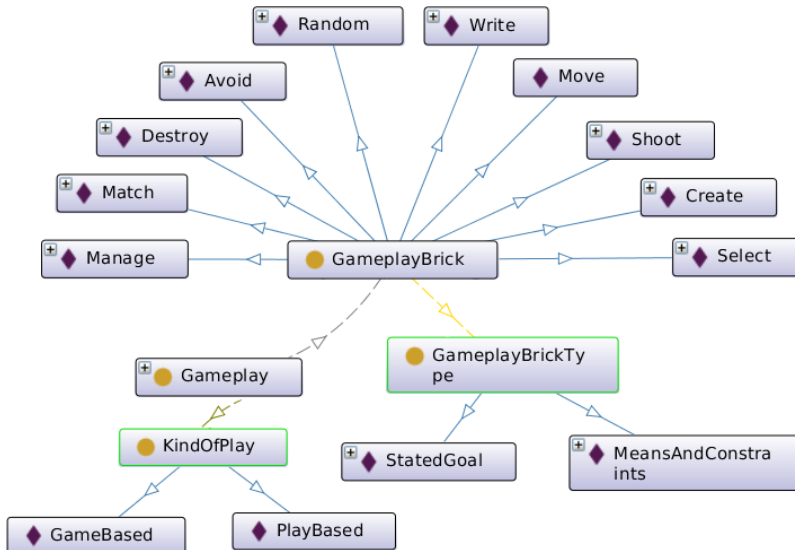 Random
Write
Avoid
Move
Destroy
Shoot
Match
Create
Manage
GameplayBrick
Select
GameplayBrickTy
pe
Gameplay
KindOfPlay
StatedGoal
MeansAndConstra
ints
GameBased
PlayBased